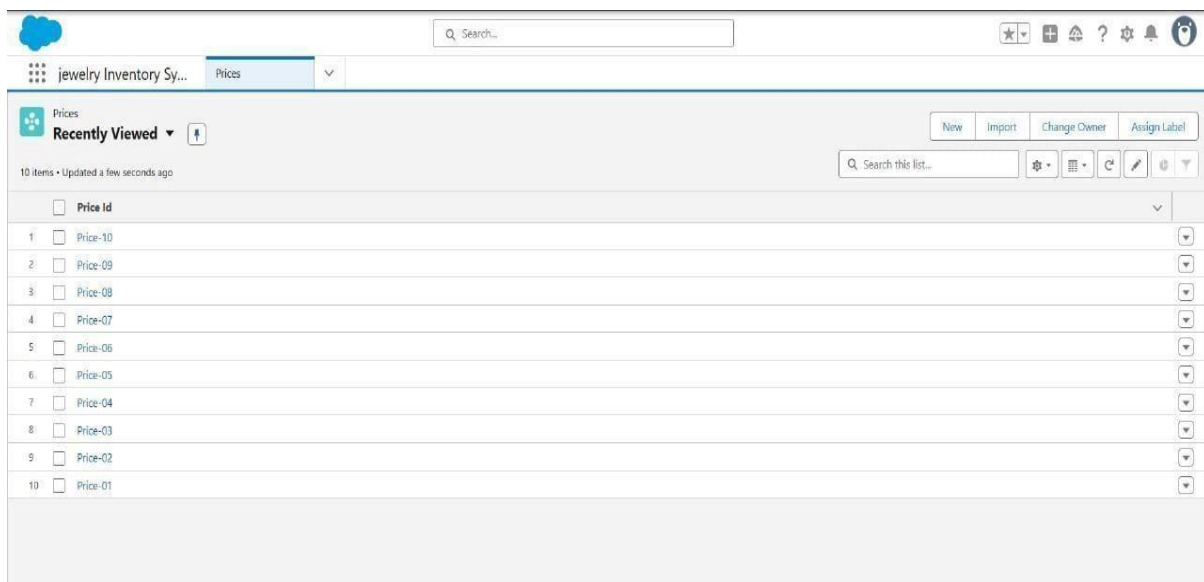 Search...
jewelry Inventory Sy... Prices
Prices
Recently Viewed
New Import Change Owner Assign Label
10 items • Updated a few seconds ago
Search this list...
Price Id
1 Price-10
2 Price-09
3 Price-08
4 Price-07
5 Price-06
6 Price-05
7 Price-04
8 Price-03
9 Price-02
10 Price-01